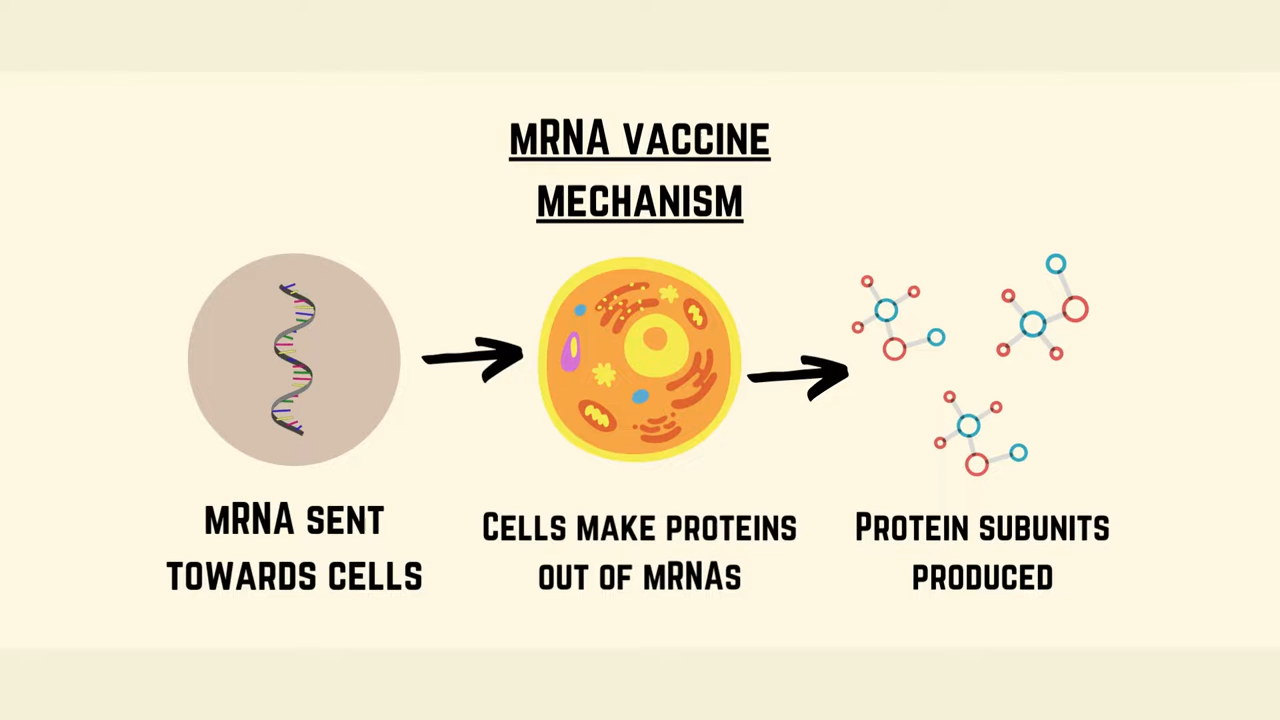 mRNA VACCINE
MECHANISM
mRNA SENT
TOWARDS CELLS
CELLS MAKE PROTEINS
OUT OF mRNAs
PROTEIN SUBUNITS
PRODUCED